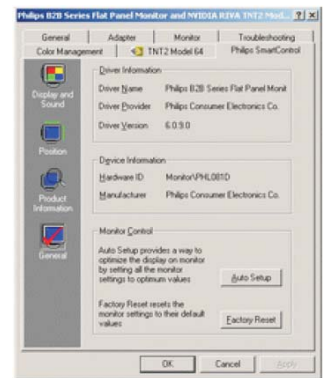 Philips B2B Series Flat Panel Monitor and NVIDIA RIVA TNT2 Mod...
General
Adapter
Monitor
Troubleshooting
Color Management
TNT2 Model 64
Philips SmartControl
Display and
Sound
Position
Product
Information
General
Driver Information
Driver Name
Philips B2B Series Flat Panel Monit
Driver Provider
Philips Consumer Electronics Co.
Driver Version
6.0.9.0
Device Information
Hardware ID
Monitor\PHL081D
Manufacturer
Philips Consumer Electronics Co.
Monitor Control
Auto Setup provides a way to
optimize the display on monitor
by setting all the monitor
settings to optimum values
Auto Setup
Factory Reset resets the
monitor settings to their default
values
Factory Reset
OK
Cancel
Apply